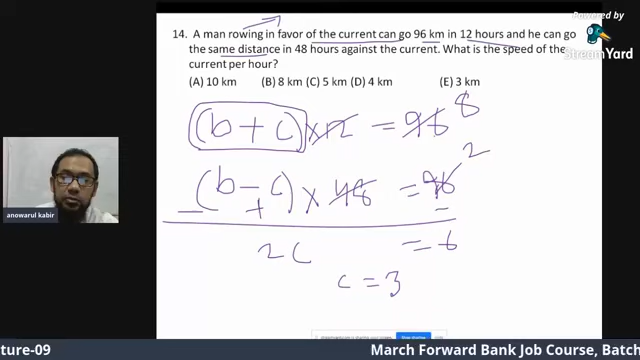 14. A man rowing in favor of the current can go 96 km in 12 hours and he can go
the same distance in 48 hours against the current. What is the speed of the
current per hour?
(A) 10 km (B) 8 km (C) 5 km (D) 4 km (E) 3 km
StreamYard
(b + c) × 12 = 96 8
(b - c) × 48 = 96 2
- + -
2c = 6
c = 3
anowarul kabir
ture-09 March Forward Bank Job Course, Batch